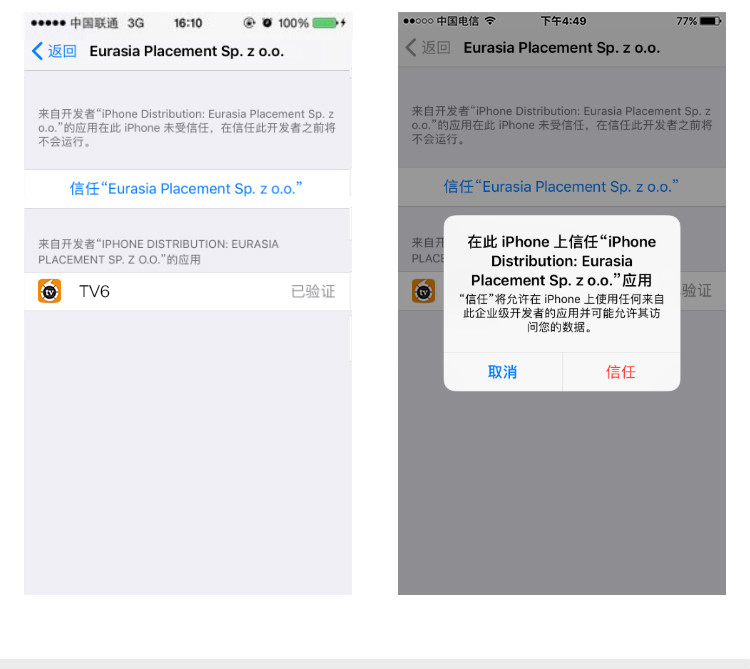 中国联通 3G 16:10 100%
返回 Eurasia Placement Sp. z o.o.
来自开发者“iPhone Distribution: Eurasia Placement Sp. z
o.o.”的应用在此 iPhone 未受信任，在信任此开发者之前将
不会运行。
信任“Eurasia Placement Sp. z o.o.”
来自开发者“IPHONE DISTRIBUTION: EURASIA
PLACEMENT SP. Z O.O.”的应用
tv TV6 已验证
中国电信 下午4:49 77%
返回 Eurasia Placement Sp. z o.o.
来自开发者“iPhone Distribution: Eurasia Placement Sp. z
o.o.”的应用在此 iPhone 未受信任，在信任此开发者之前将
不会运行。
信任“Eurasia Placement Sp. z o.o.”
来自开
PLACE
tv 验证
在此 iPhone 上信任“iPhone
Distribution: Eurasia
Placement Sp. z o.o.”应用
“信任”将允许在 iPhone 上使用任何来自
此企业级开发者的应用并可能允许其访
问您的数据。
取消 信任